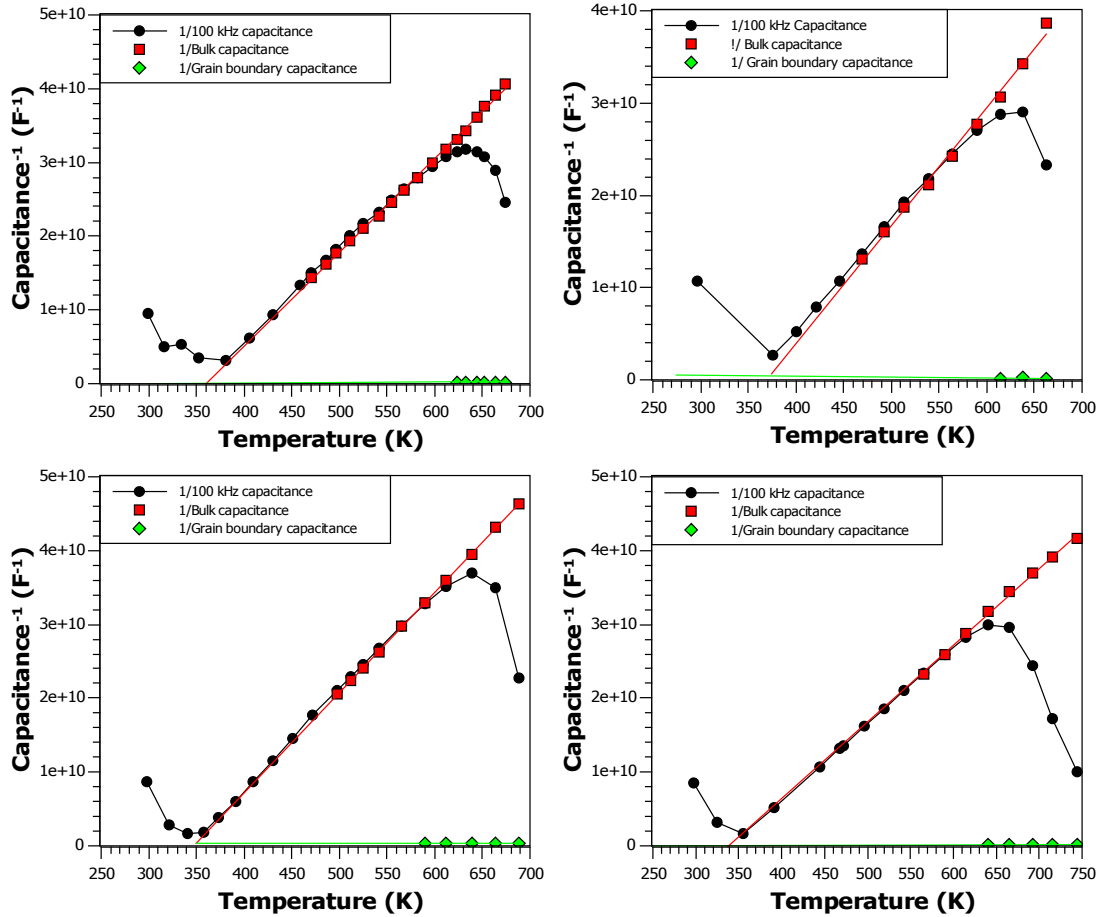 5e+10
4e+10
3e+10
2e+10
1e+10
0
Capacitance⁻¹ (F⁻¹)
1/100 kHz capacitance
1/Bulk capacitance
1/Grain boundary capacitance
250 300 350 400 450 500 550 600 650 700
Temperature (K)
4e+10
3e+10
2e+10
1e+10
0
Capacitance⁻¹ (F⁻¹)
1/100 kHz Capacitance
!/ Bulk capacitance
1/ Grain boundary capacitance
250 300 350 400 450 500 550 600 650 700
Temperature (K)
5e+10
4e+10
3e+10
2e+10
1e+10
0
Capacitance⁻¹ (F⁻¹)
1/100 kHz capacitance
1/Bulk capacitance
1/Grain boundary capacitance
250 300 350 400 450 500 550 600 650 700
Temperature (K)
5e+10
4e+10
3e+10
2e+10
1e+10
0
Capacitance⁻¹ (F⁻¹)
1/100 kHz capacitance
1/Bulk capacitance
1/Grain boundary capacitance
250 300 350 400 450 500 550 600 650 700 750
Temperature (K)